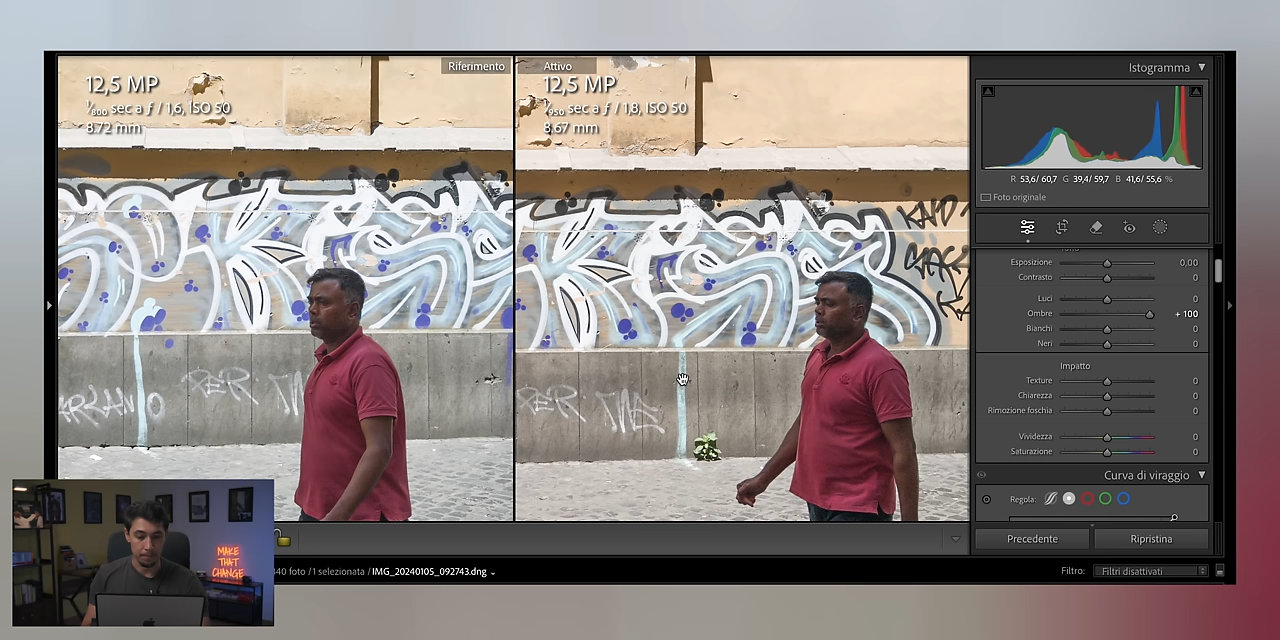 Riferimento
12,5 MP
1/800 sec a ƒ / 1,6, ISO 50
8.72 mm
Attivo
12,5 MP
1/950 sec a ƒ / 1,8, ISO 50
8.67 mm
PER
PER
Istogramma
R 53,6/ 60,7 G 39,4/ 59,7 B 41,6/ 55,6 %
Foto originale
Esposizione 0,00
Contrasto 0
Luci 0
Ombre + 100
Bianchi 0
Neri 0
Impatto
Texture 0
Chiarezza 0
Rimozione foschia 0
Vividezza 0
Saturazione 0
Curva di viraggio
Regola:
Precedente Ripristina
40 foto /1 selezionata / IMG_20240105_092743.dng
Filtro: Filtri disattivati
MAKE
THAT
CHANGE